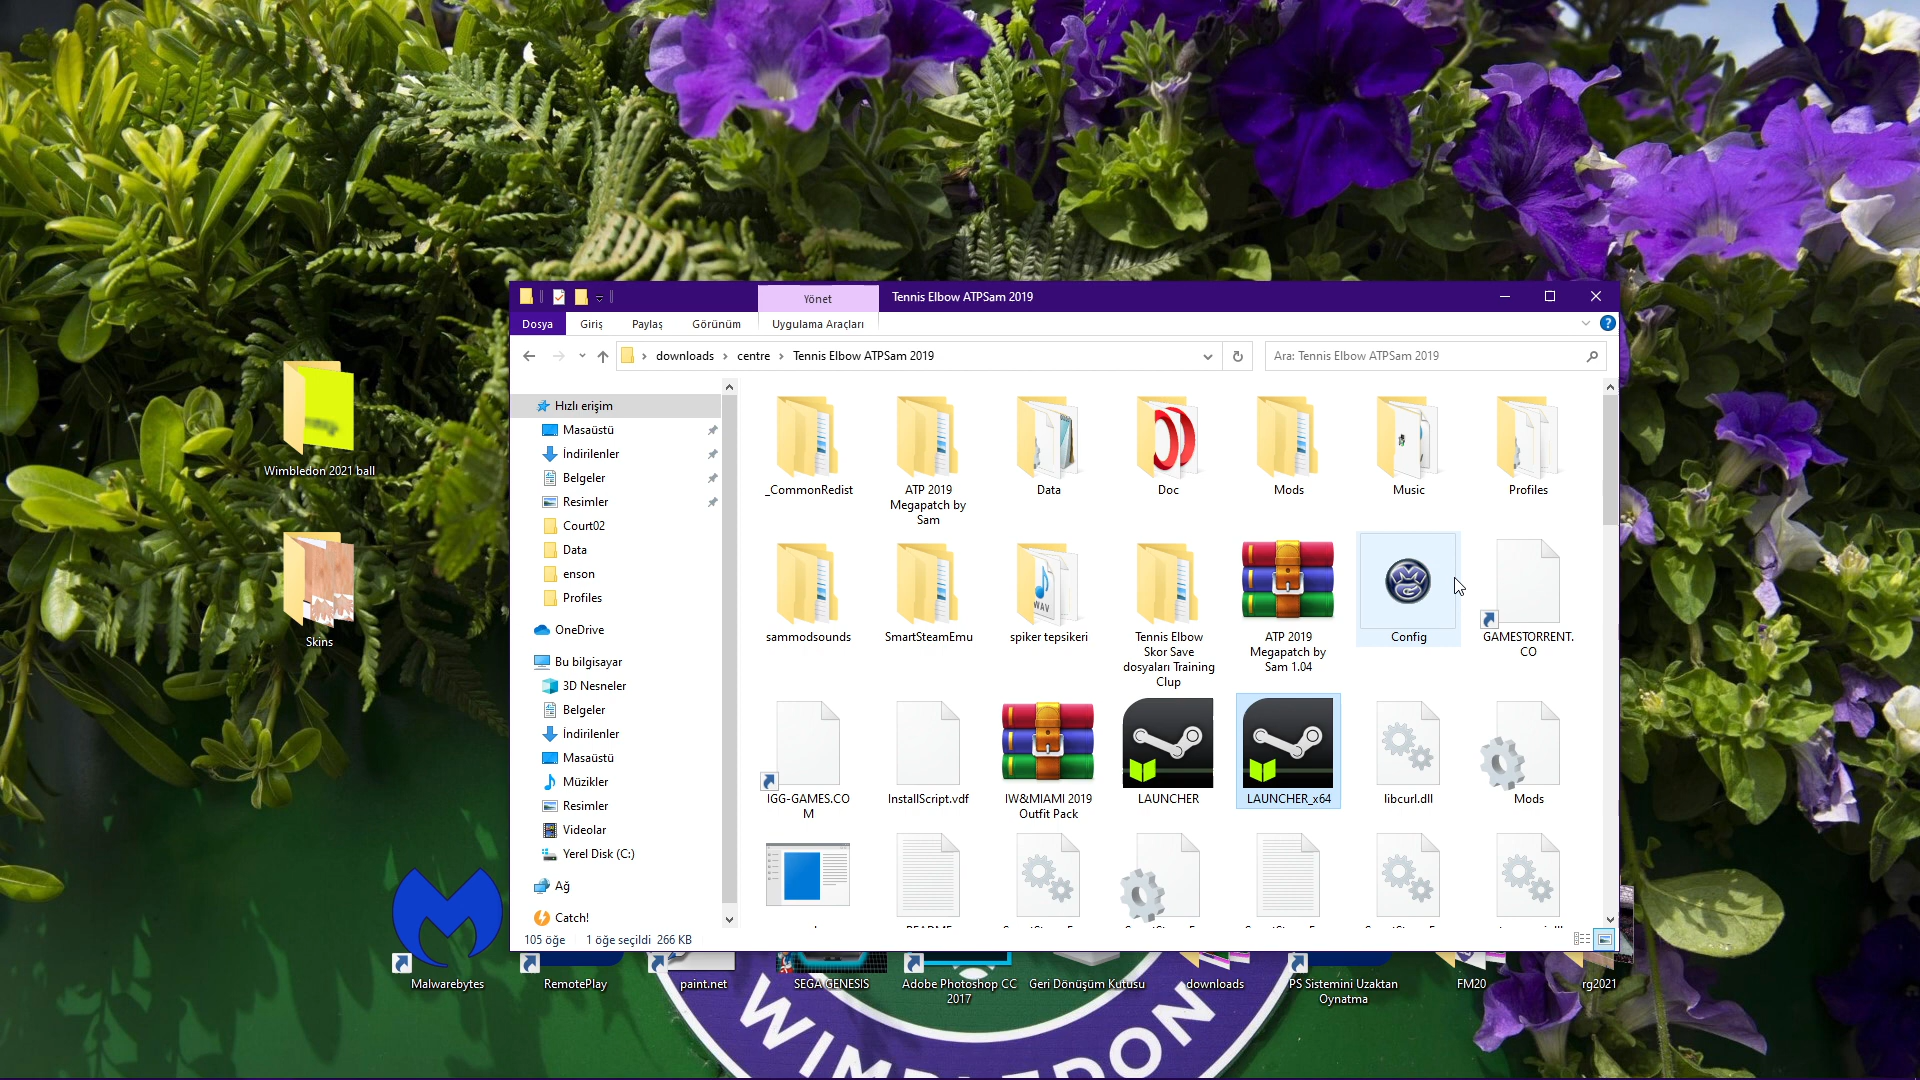 Yönet
Tennis Elbow ATPSam 2019
Dosya
Giriş
Paylaş
Görünüm
Uygulama Araçları
downloads
centre
Tennis Elbow ATPSam 2019
Ara: Tennis Elbow ATPSam 2019
Hızlı erişim
Masaüstü
İndirilenler
Belgeler
Resimler
Court02
Data
enson
Profiles
OneDrive
Bu bilgisayar
3D Nesneler
Belgeler
İndirilenler
Masaüstü
Müzikler
Resimler
Videolar
Yerel Disk (C:)
Ağ
Catch!
_CommonRedist
ATP 2019
Megapatch by
Sam
Data
Doc
Mods
Music
Profiles
sammodsounds
SmartSteamEmu
spiker tepsikeri
WAV
Tennis Elbow
Skor Save
dosyaları Training
Clup
ATP 2019
Megapatch by
Sam 1.04
Config
GAMESTORRENT.
CO
IGG-GAMES.CO
M
InstallScript.vdf
IW&MIAMI 2019
Outfit Pack
LAUNCHER
LAUNCHER_x64
libcurl.dll
Mods
105 öğe
1 öğe seçildi
266 KB
Wimbledon 2021 ball
Skins
Malwarebytes
RemotePlay
paint.net
SEGA GENESIS
Adobe Photoshop CC
2017
Geri Dönüşüm Kutusu
downloads
PS Sistemini Uzaktan
Oynatma
FM20
rg2021
WIMBLEDON